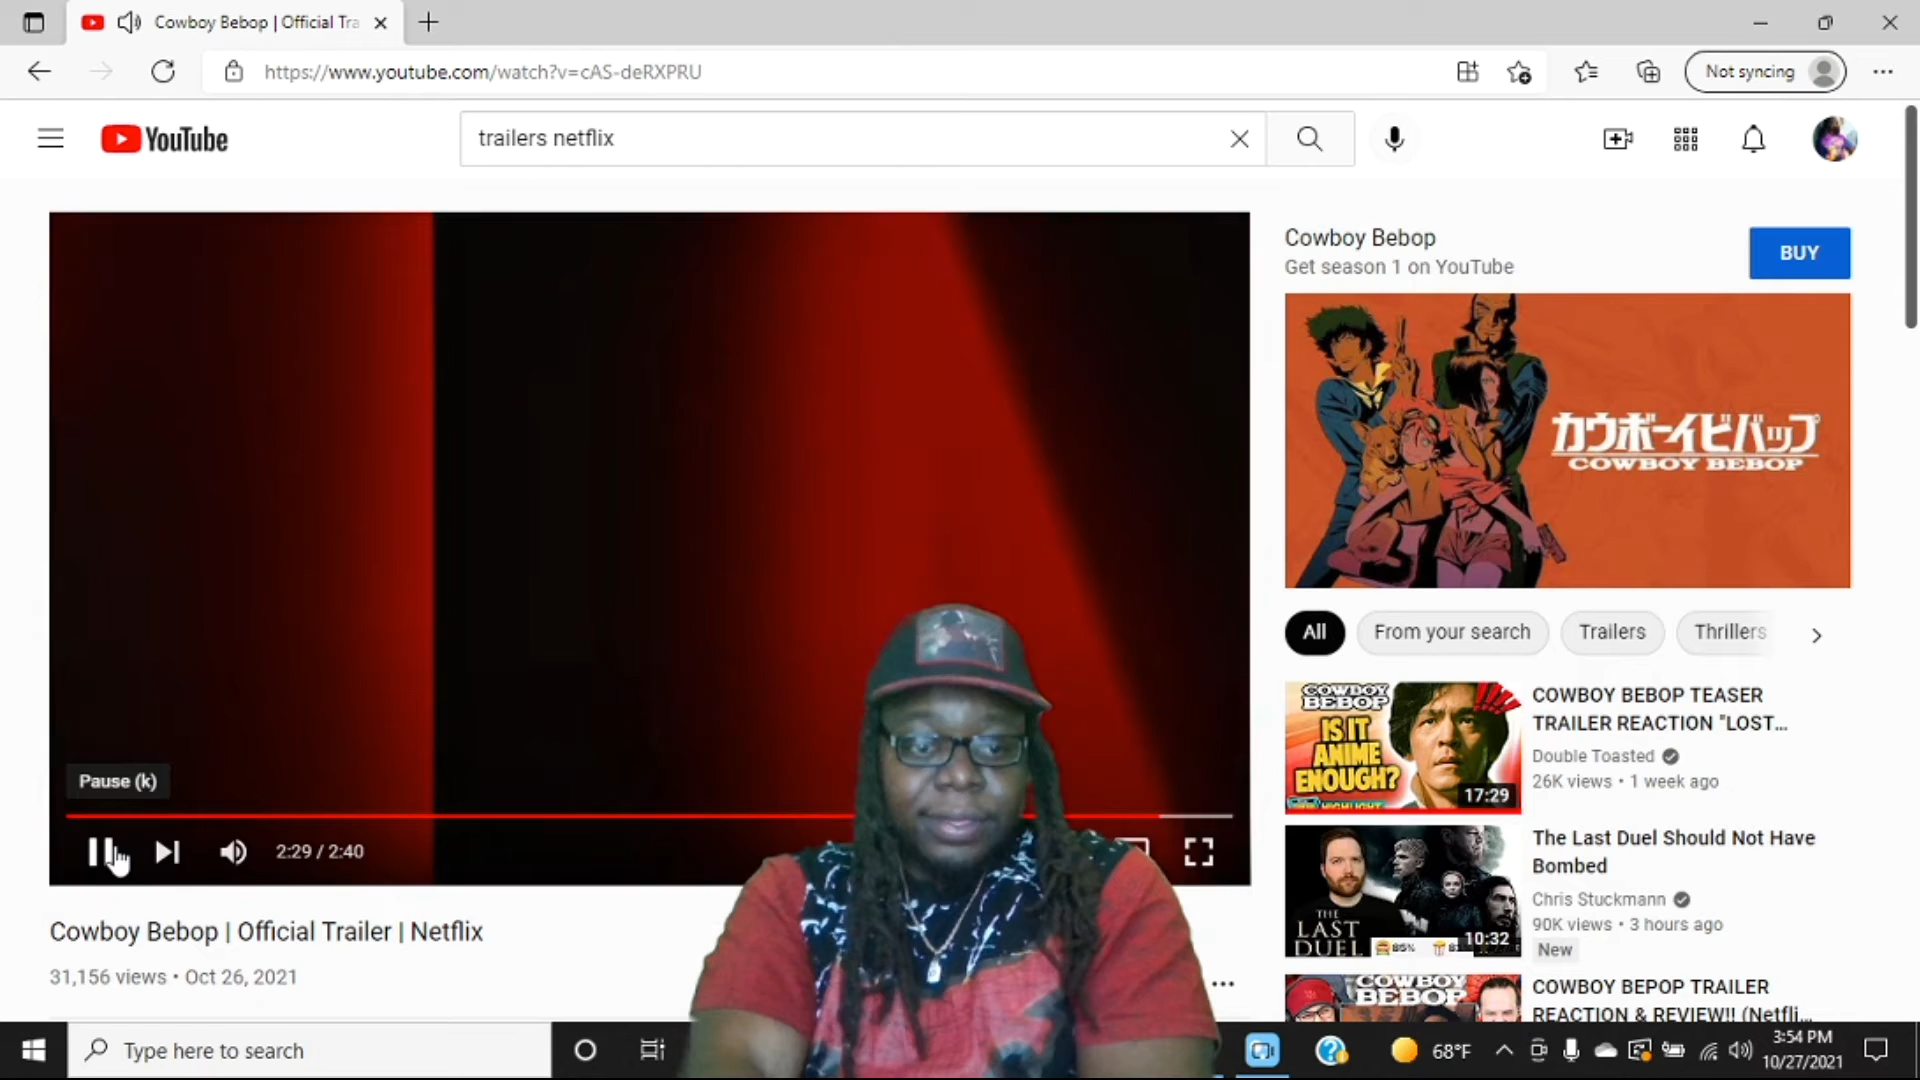 Cowboy Bebop | Official Tra
https://www.youtube.com/watch?v=cAS-deRXPRU
Not syncing
YouTube
trailers netflix
Cowboy Bebop
Get season 1 on YouTube
BUY
カウボーイビバップ
COWBOY BEBOP
All
From your search
Trailers
Thrillers
COWBOY
BEBOP
IS IT
ANIME
ENOUGH?
17:29
COWBOY BEBOP TEASER
TRAILER REACTION "LOST...
Double Toasted
26K views • 1 week ago
Pause (k)
2:29 / 2:40
THE
LAST
DUEL
85%
10:32
The Last Duel Should Not Have
Bombed
Chris Stuckmann
90K views • 3 hours ago
New
Cowboy Bebop | Official Trailer | Netflix
31,156 views • Oct 26, 2021
COWBOY
BEBOP
COWBOY BEPOP TRAILER
REACTION & REVIEW!! (Netfli...
Type here to search
68°F
3:54 PM
10/27/2021